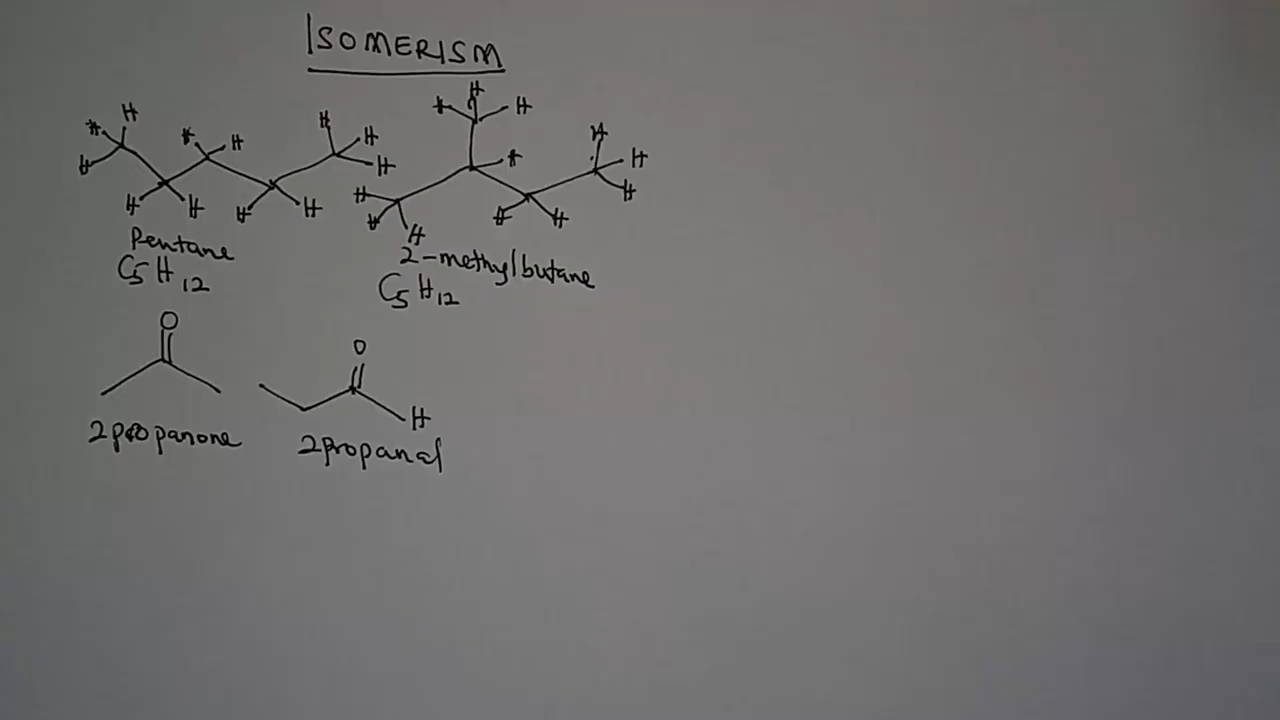 ISOMERISM
H H H H H H H H H H H H
Pentane
C5H12
H H H H H H H H H H H H
2-methylbutane
C5H12
O
2propanone
O
H
2propanal